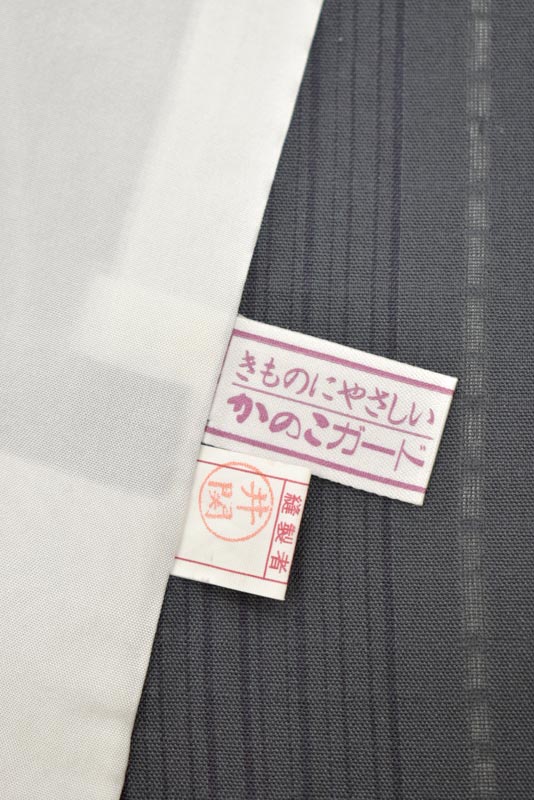 きものにやさしい
かのこガード
縫製者
井関